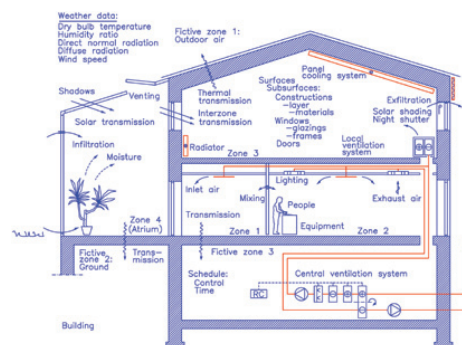 Weather data:
Dry bulb temperature
Humidity ratio
Direct normal radiation
Diffuse radiation
Wind speed
Fictive zone 1:
Outdoor air
Panel
cooling system
Shadows
Venting
Thermal
transmission
Surfaces
Subsurfaces:
Constructions
-layer
-materials
Windows
-glazings
-frames
Doors
Exfiltration
Solar shading
Night shutter
Solar transmission
Interzone
transmission
Infiltration
Moisture
Radiator
Zone 3
Local
ventilation
system
Inlet air
Lighting
Mixing
Exhaust air
People
Equipment
Transmission
Zone 4
(Atrium)
Zone 1
Zone 2
Fictive
zone 2:
Ground
Trans-
mission
Fictive zone 3
Schedule:
Control
Time
Central ventilation system
RC
Building